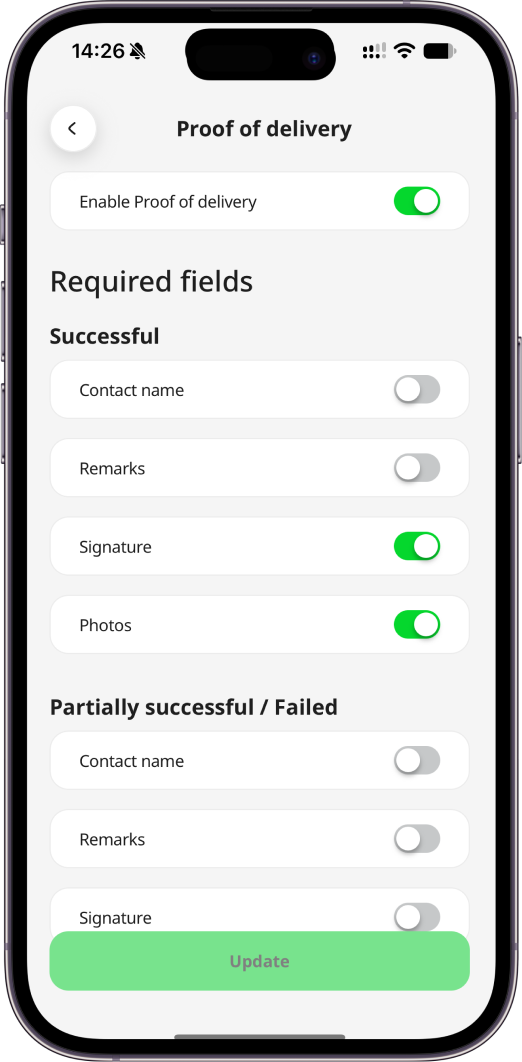 14:26
Proof of delivery
Enable Proof of delivery
Required fields
Successful
Contact name
Remarks
Signature
Photos
Partially successful / Failed
Contact name
Remarks
Signature
Update